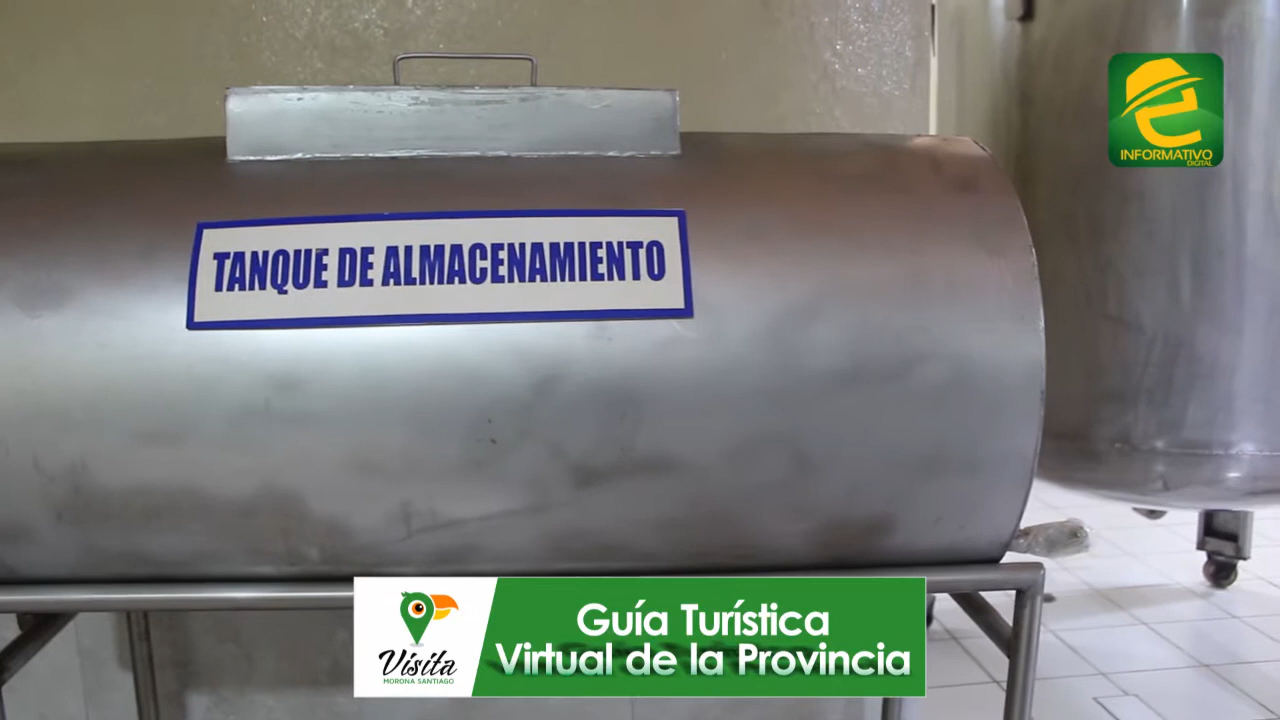 INFORMATIVO
DIGITAL
TANQUE DE ALMACENAMIENTO
Guía Turística
Virtual de la Provincia
Visita
MORONA SANTIAGO